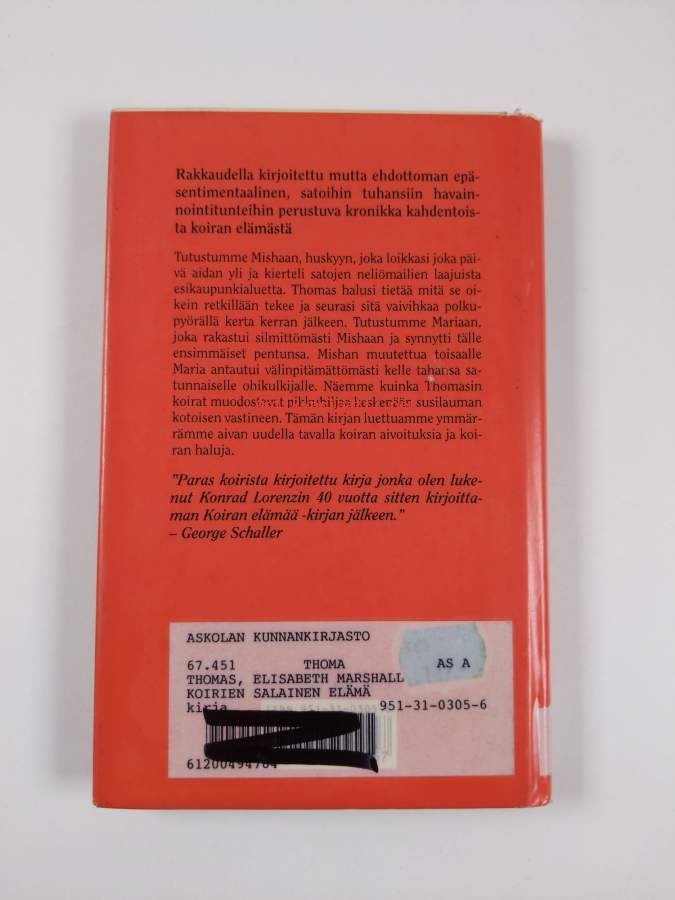 Rakkaudella kirjoitettu mutta ehdottoman epä-
sentimentaalinen, satoihin tuhansiin havain-
nointitunteihin perustuva kronikka kahdentois-
ta koiran elämästä
Tutustumme Mishaan, huskyyn, joka loikkasi joka päi-
vä aidan yli ja kierteli satojen neliömailien laajuista
esikaupunkialuetta. Thomas halusi tietää mitä se oi-
kein retkillään tekee ja seurasi sitä vaivihkaa polku-
pyörällä kerta kerran jälkeen. Tutustumme Mariaan,
joka rakastui silmittömästi Mishaan ja synnytti tälle
ensimmäiset pentunsa. Mishan muutettua toisaalle
Maria antautui välinpitämättömästi kelle tahansa sa-
tunnaiselle ohikulkijalle. Näemme kuinka Thomasin
koirat muodostavat pikkuhiljaa keskenään susilauman
kotoisen vastineen. Tämän kirjan luettuamme ymmär-
rämme aivan uudella tavalla koiran aivoituksia ja koi-
ran haluja.
"Paras koirista kirjoitettu kirja jonka olen luke-
nut Konrad Lorenzin 40 vuotta sitten kirjoitta-
man Koiran elämää -kirjan jälkeen."
– George Schaller
ASKOLAN KUNNANKIRJASTO
67.451 THOMA AS A
THOMAS, ELISABETH MARSHALL
KOIRIEN SALAINEN ELÄMÄ
kirja 951-31-0305-6
61200494764